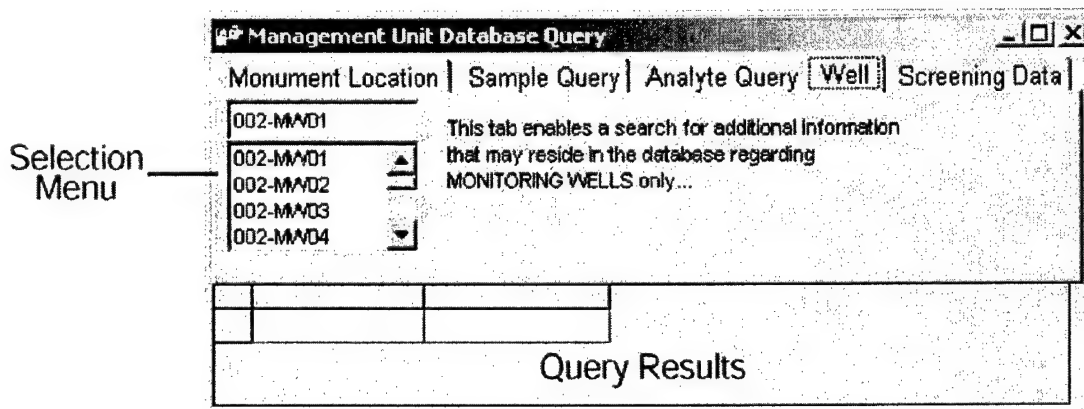 Management Unit Database Query
Monument Location Sample Query Analyte Query Well Screening Data
002-MW01
This tab enables a search for additional information
that may reside in the database regarding
MONITORING WELLS only...
002-MW01
002-MW02
002-MW03
002-MW04
Selection
Menu
Query Results